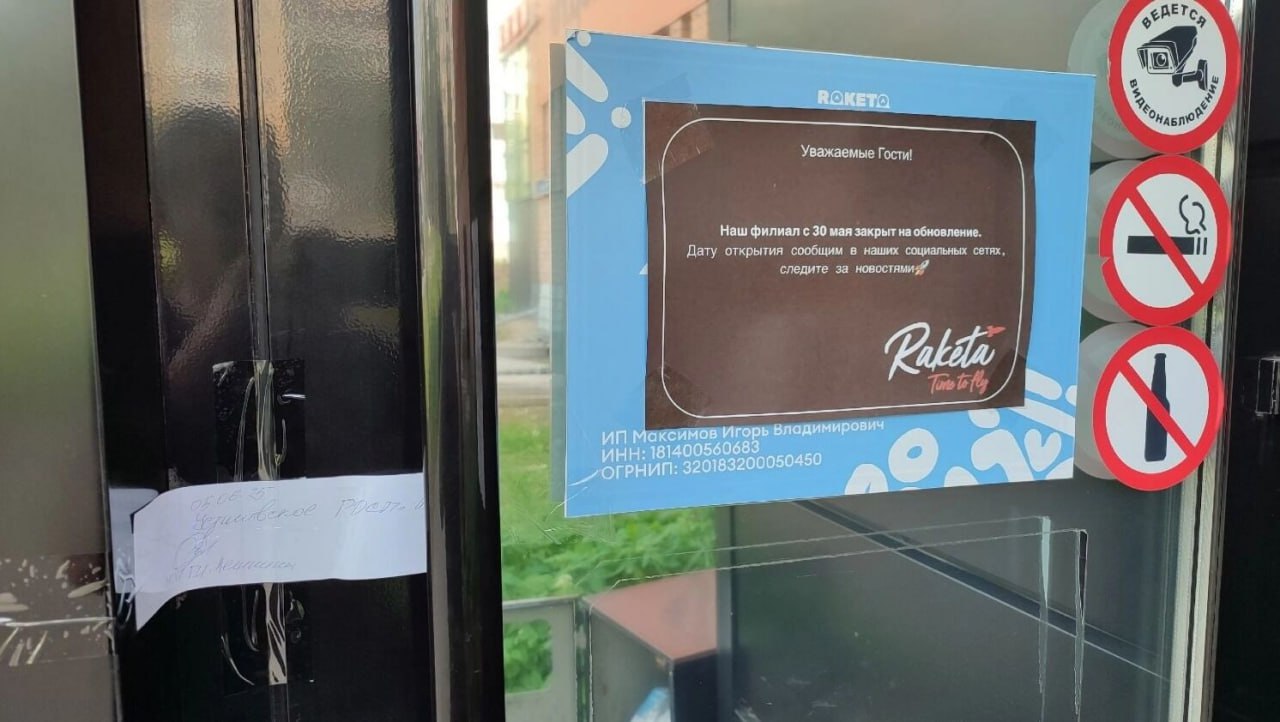 ROKETO
Уважаемые Гости!
Наш филиал с 30 мая закрыт на обновление.
Дату открытия сообщим в наших социальных сетях,
следите за новостями🚀
Raketa
Time to fly
ИП Максимов Игорь Владимирович
ИНН: 181400560683
ОГРНИП: 320183200050450
ВЕДЕТСЯ
ВИДЕОНАБЛЮДЕНИЕ